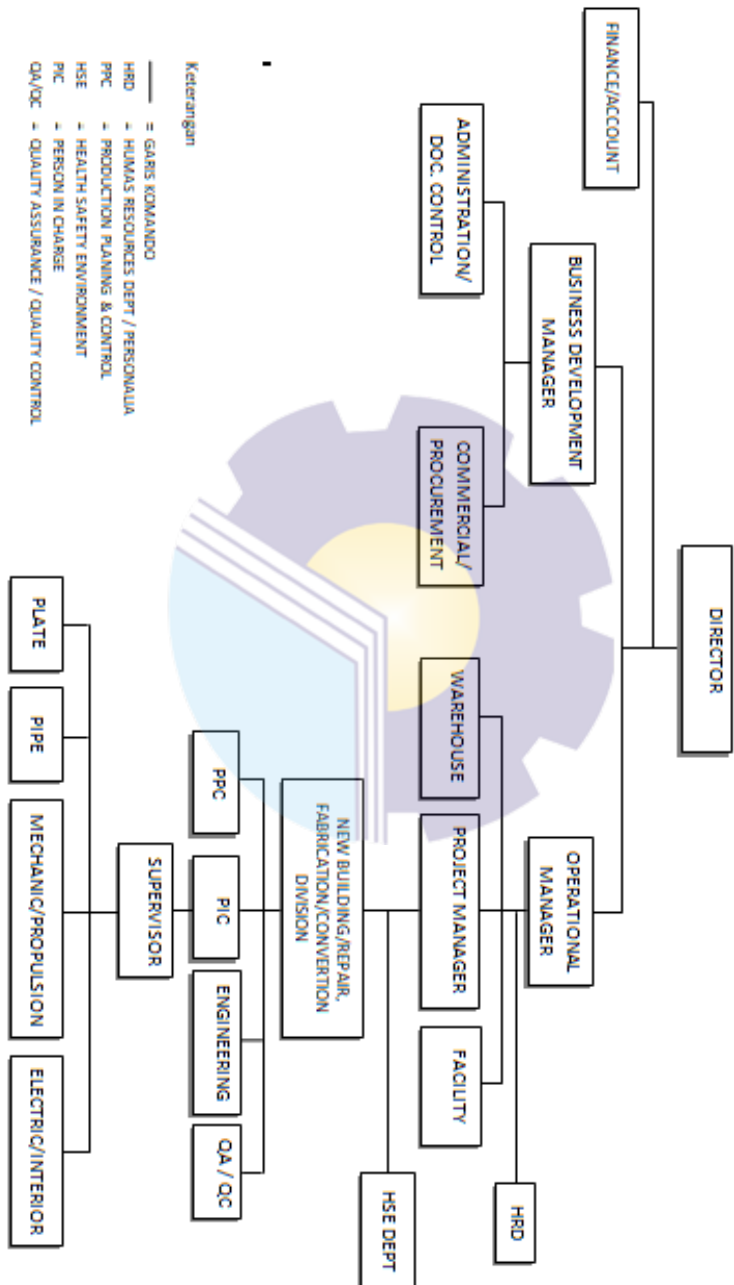 DIRECTOR
FINANCE/ACCOUNT
BUSINESS DEVELOPMENT
MANAGER
OPERATIONAL
MANAGER
HRD
ADMINISTRATION/
DOC. CONTROL
COMMERCIAL/
PROCUREMENT
WAREHOUSE
PROJECT MANAGER
FACILITY
HSE DEPT
NEW BUILDING/REPAIR,
FABRICATION/CONVERTION
DIVISION
PPC
PIC
ENGINEERING
QA / QC
SUPERVISOR
PLATE
PIPE
MECHANIC/PROPULSION
ELECTRIC/INTERIOR
Keterangan
= GARIS KOMANDO
HRD = HUMAS RESOURCES DEPT / PERSONALIA
PPC = PRODUCTION PLANING & CONTROL
HSE = HEALTH SAFETY ENVIRONMENT
PIC = PERSON IN CHARGE
QA/QC = QUALITY ASSURANCE / QUALITY CONTROL